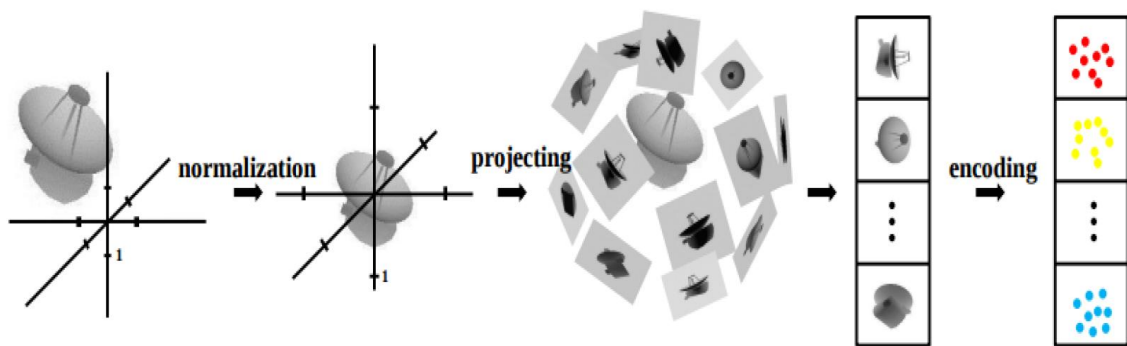 normalization
projecting
encoding
1
1